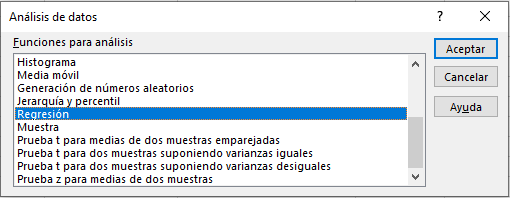 Análisis de datos
Funciones para análisis
Histograma
Media móvil
Generación de números aleatorios
Jerarquía y percentil
Regresión
Muestra
Prueba t para medias de dos muestras emparejadas
Prueba t para dos muestras suponiendo varianzas iguales
Prueba t para dos muestras suponiendo varianzas desiguales
Prueba z para medias de dos muestras
?
Aceptar
Cancelar
Ayuda